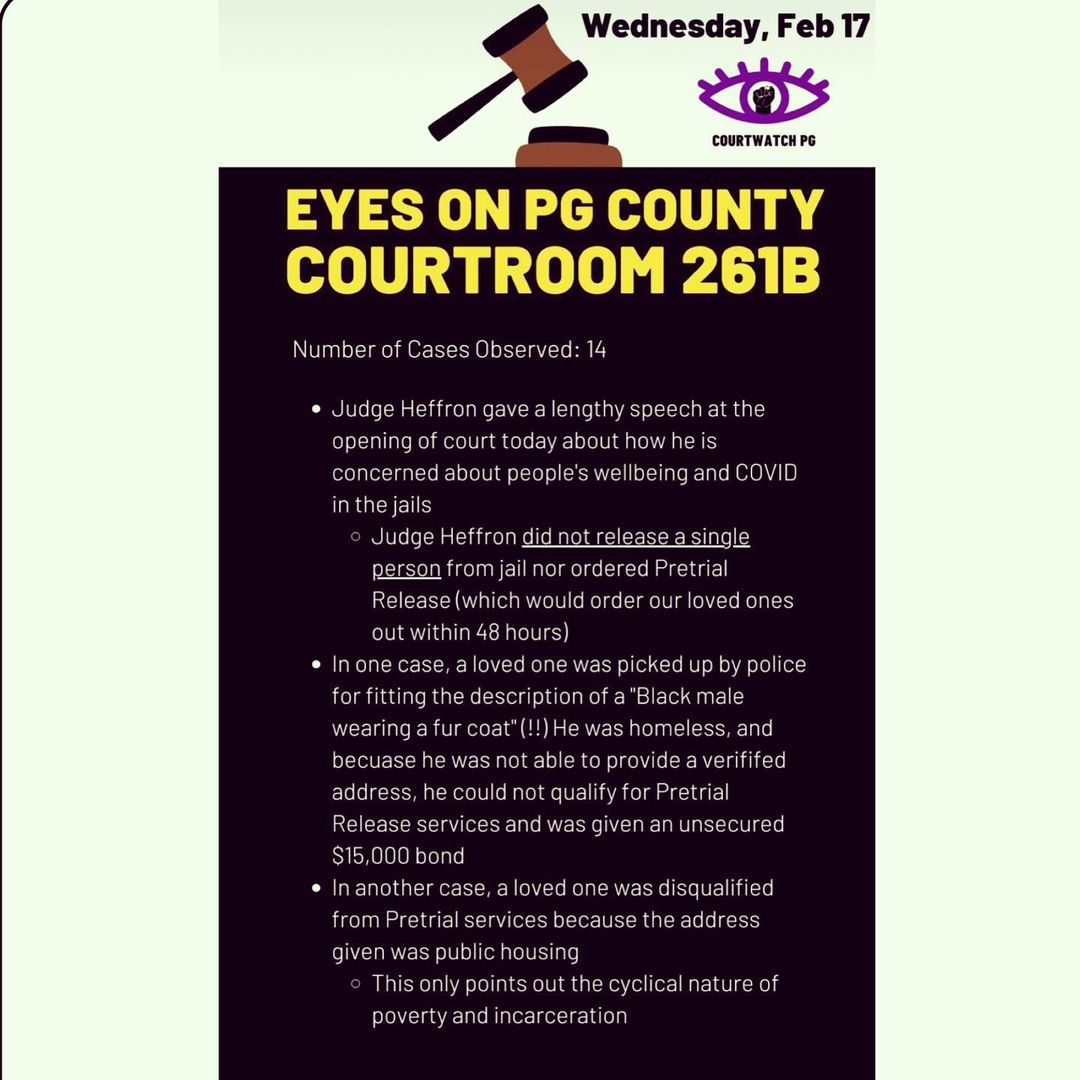 Wednesday, Feb 17
COURTWATCH PG
EYES ON PG COUNTY
COURTROOM 261B
Number of Cases Observed: 14
• Judge Heffron gave a lengthy speech at the
opening of court today about how he is
concerned about people's wellbeing and COVID
in the jails
○ Judge Heffron did not release a single
person from jail nor ordered Pretrial
Release (which would order our loved ones
out within 48 hours)
• In one case, a loved one was picked up by police
for fitting the description of a "Black male
wearing a fur coat" (!!) He was homeless, and
becuase he was not able to provide a verififed
address, he could not qualify for Pretrial
Release services and was given an unsecured
$15,000 bond
• In another case, a loved one was disqualified
from Pretrial services because the address
given was public housing
○ This only points out the cyclical nature of
poverty and incarceration